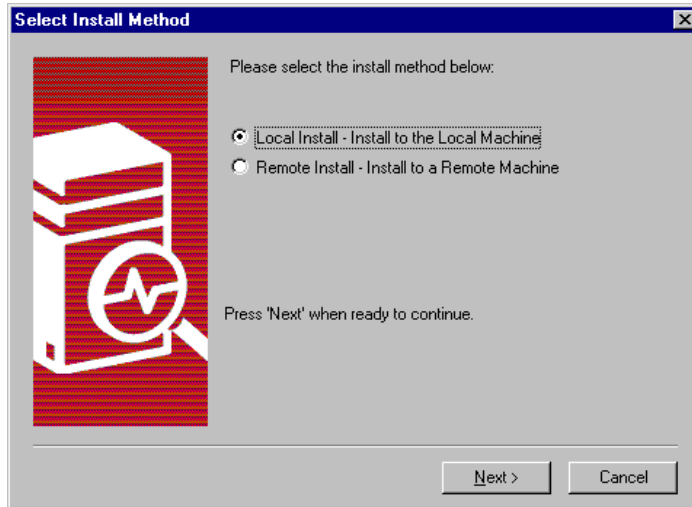 Select Install Method
Please select the install method below:
Local Install - Install to the Local Machine
Remote Install - Install to a Remote Machine
Press 'Next' when ready to continue.
Next >
Cancel